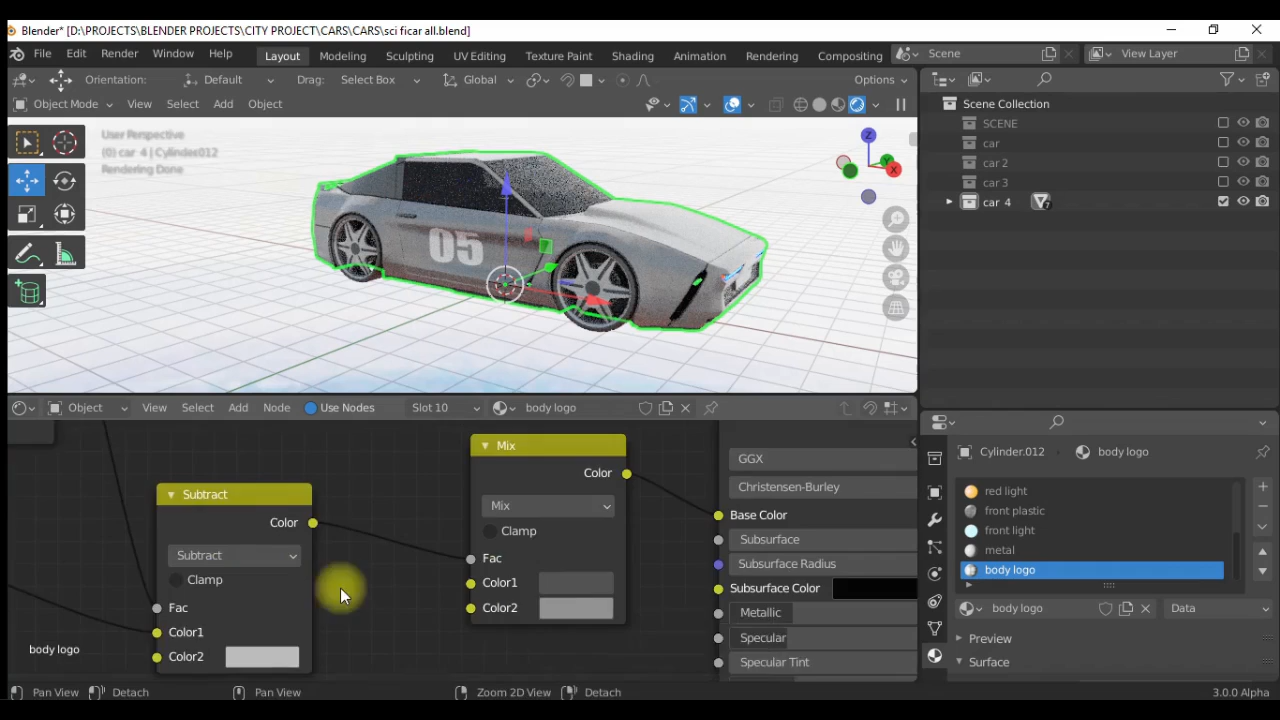 Blender* [D:\PROJECTS\BLENDER PROJECTS\CITY PROJECT\CARS\CARS\sci ficar all.blend]
File Edit Render Window Help Layout Modeling Sculpting UV Editing Texture Paint Shading Animation Rendering Compositing Scene View Layer
Orientation: Default Drag: Select Box Global Options
Object Mode View Select Add Object
User Perspective
(0) car 4 | Cylinder012
Rendering Done
05
Z
Y
X
Scene Collection
SCENE
car
car 2
car 3
car 4
7
Object View Select Add Node Use Nodes Slot 10 body logo
Mix
Color
Mix
Clamp
Fac
Color1
Color2
Subtract
Color
Subtract
Clamp
Fac
Color1
Color2
body logo
GGX
Christensen-Burley
Base Color
Subsurface
Subsurface Radius
Subsurface Color
Metallic
Specular
Specular Tint
Cylinder.012 body logo
red light
front plastic
front light
metal
body logo
body logo Data
Preview
Surface
Pan View Detach Pan View Zoom 2D View Detach 3.0.0 Alpha